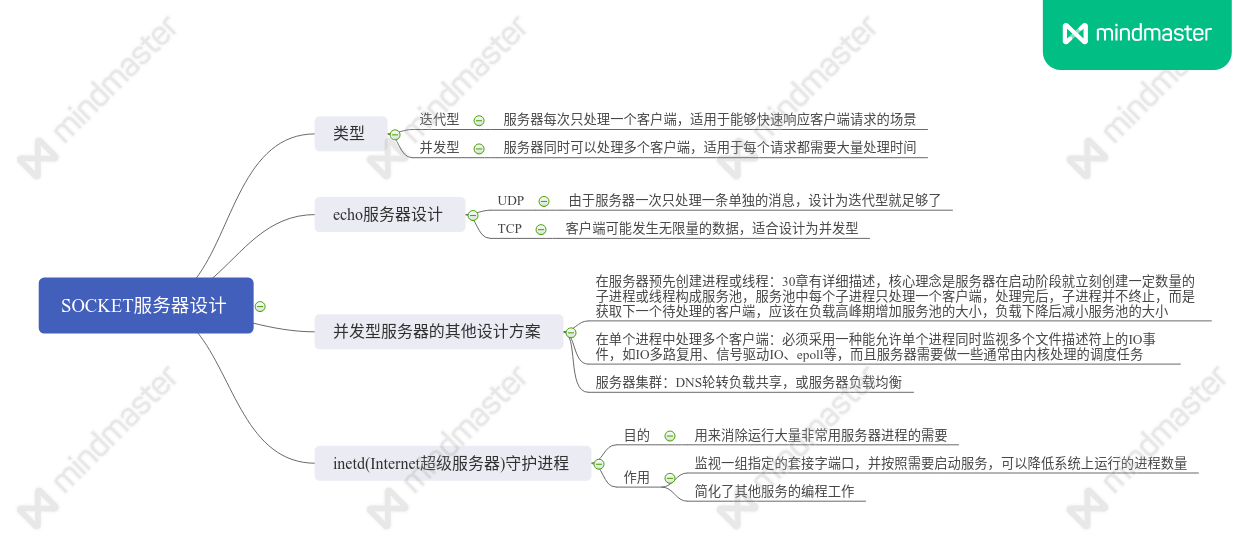 mindmaster
类型
迭代型
服务器每次只处理一个客户端，适用于能够快速响应客户端请求的场景
并发型
服务器同时可以处理多个客户端，适用于每个请求都需要大量处理时间
echo服务器设计
UDP
由于服务器一次只处理一条单独的消息，设计为迭代型就足够了
TCP
客户端可能发生无限量的数据，适合设计为并发型
SOCKET服务器设计
并发型服务器的其他设计方案
在服务器预先创建进程或线程：30章有详细描述，核心理念是服务器在启动阶段就立刻创建一定数量的
子进程或线程构成服务池，服务池中每个子进程只处理一个客户端，处理完后，子进程并不终止，而是
获取下一个待处理的客户端，应该在负载高峰期增加服务池的大小，负载下降后减小服务池的大小
在单个进程中处理多个客户端：必须采用一种能允许单个进程同时监视多个文件描述符上的IO事
件，如IO多路复用、信号驱动IO、epoll等，而且服务器需要做一些通常由内核处理的调度任务
服务器集群：DNS轮转负载共享，或服务器负载均衡
inetd(Internet超级服务器)守护进程
目的
用来消除运行大量非常用服务器进程的需要
作用
监视一组指定的套接字端口，并按照需要启动服务，可以降低系统上运行的进程数量
简化了其他服务的编程工作
mindmaster
mindmaster
mindmaster
mindmaster
mindmaster
mindmaster
mindmaster
mindmaster